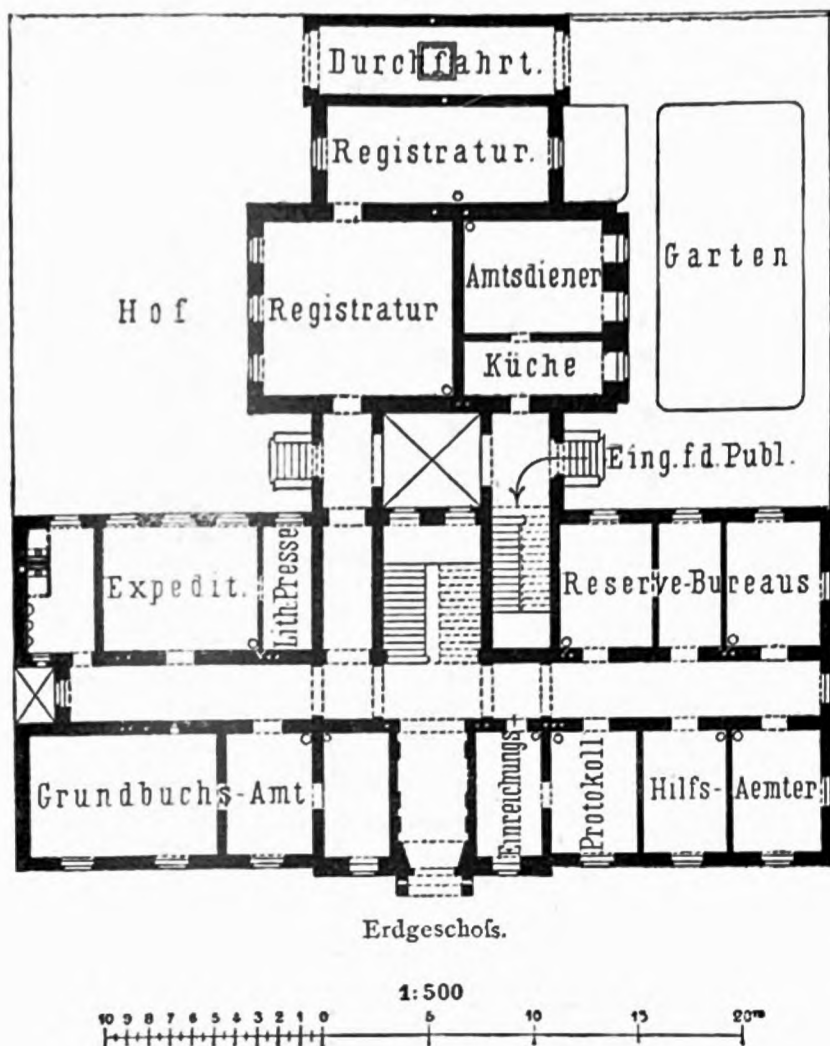 Durchfahrt.
Registratur.
Hof
Registratur
Amtsdiener
Garten
Küche
Eing.f.d.Publ.
Expedit.
Lith.Presse
Reserve-Bureaus
Grundbuchs-Amt
Einreichungs-
Protokoll
Hilfs-Aemter
Erdgeschoſs.
1:500
10 9 8 7 6 5 4 3 2 1 0 5 10 15 20ᵐ